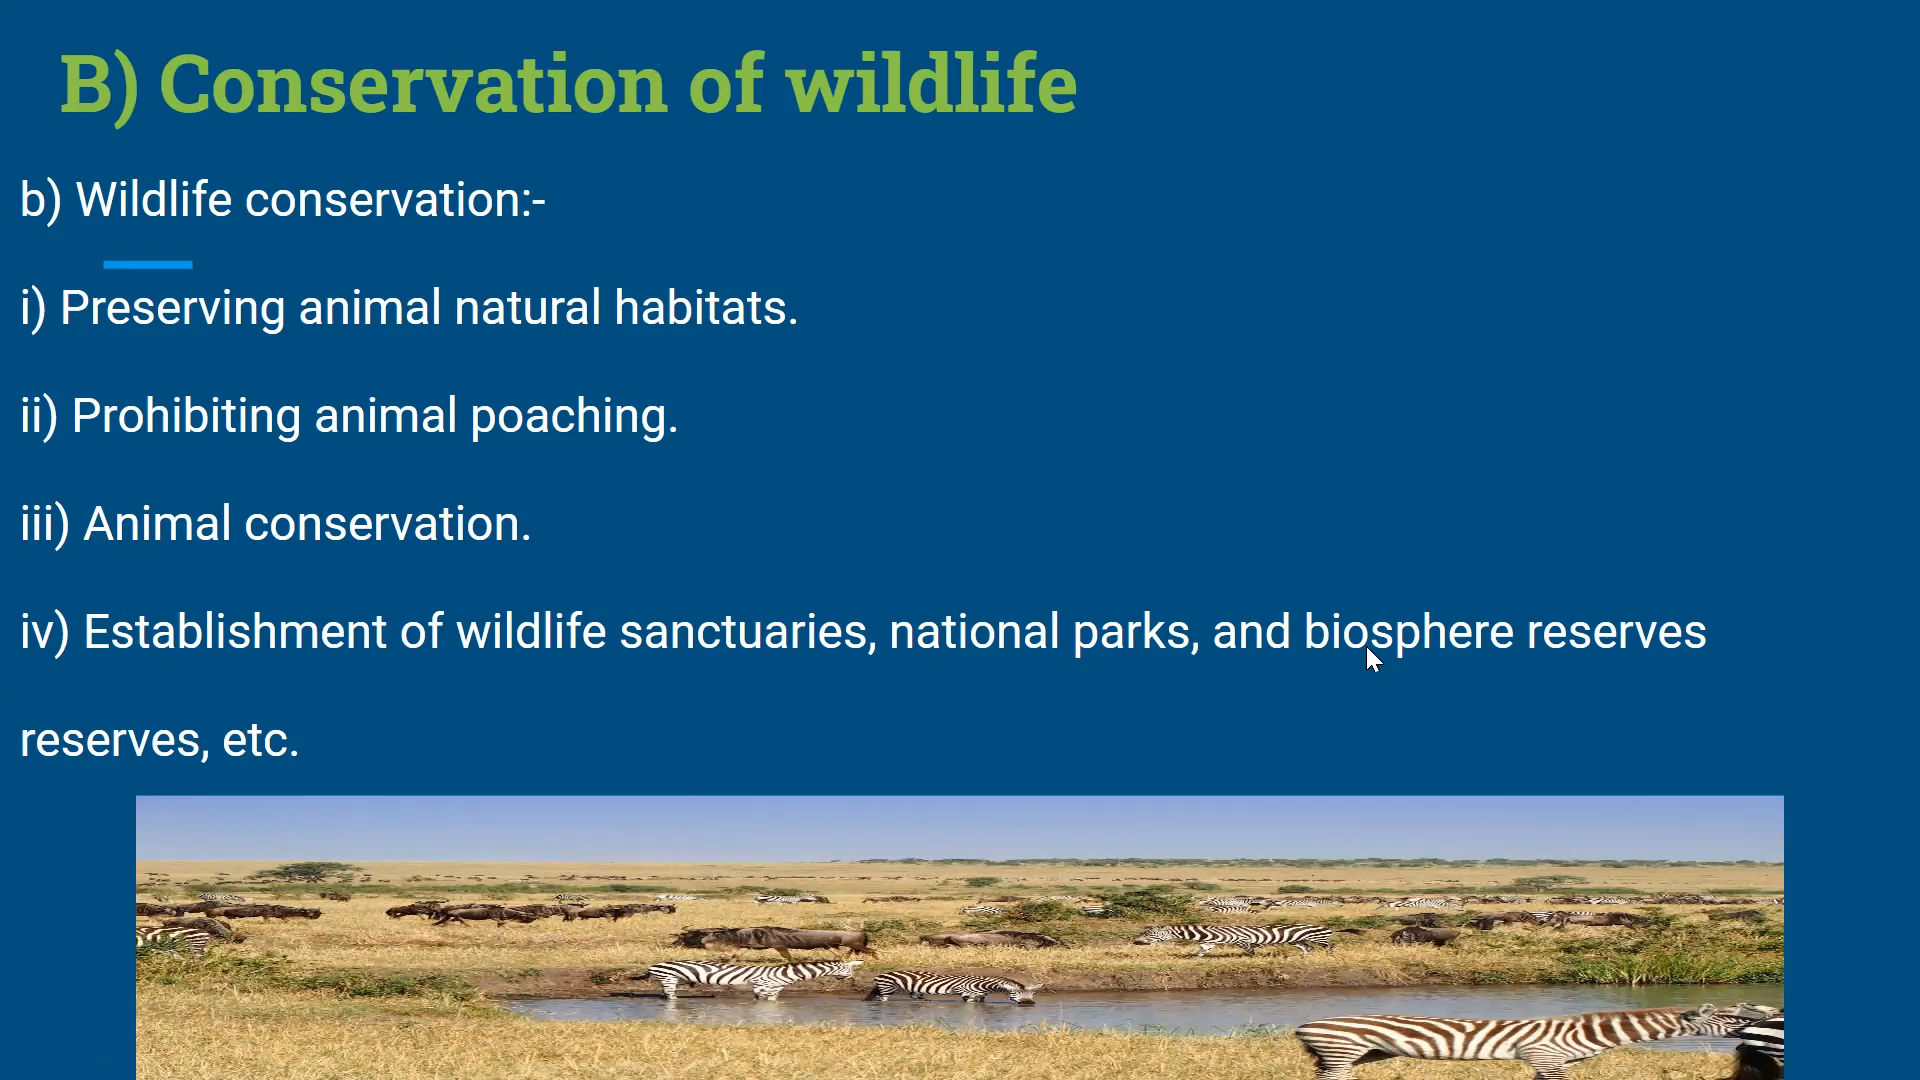 B) Conservation of wildlife
b) Wildlife conservation:-
i) Preserving animal natural habitats.
ii) Prohibiting animal poaching.
iii) Animal conservation.
iv) Establishment of wildlife sanctuaries, national parks, and biosphere reserves
reserves, etc.